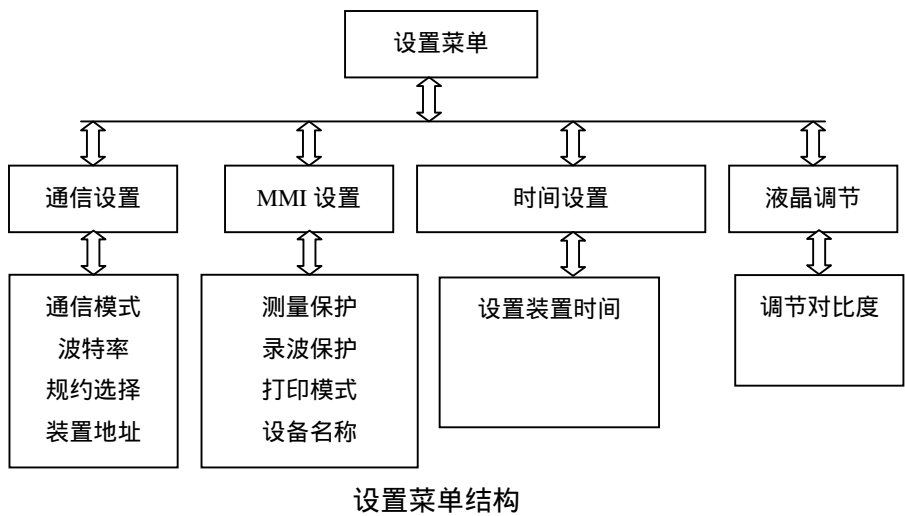 设置菜单
通信设置
MMI 设置
时间设置
液晶调节
通信模式
波特率
规约选择
装置地址
测量保护
录波保护
打印模式
设备名称
设置装置时间
调节对比度
设置菜单结构